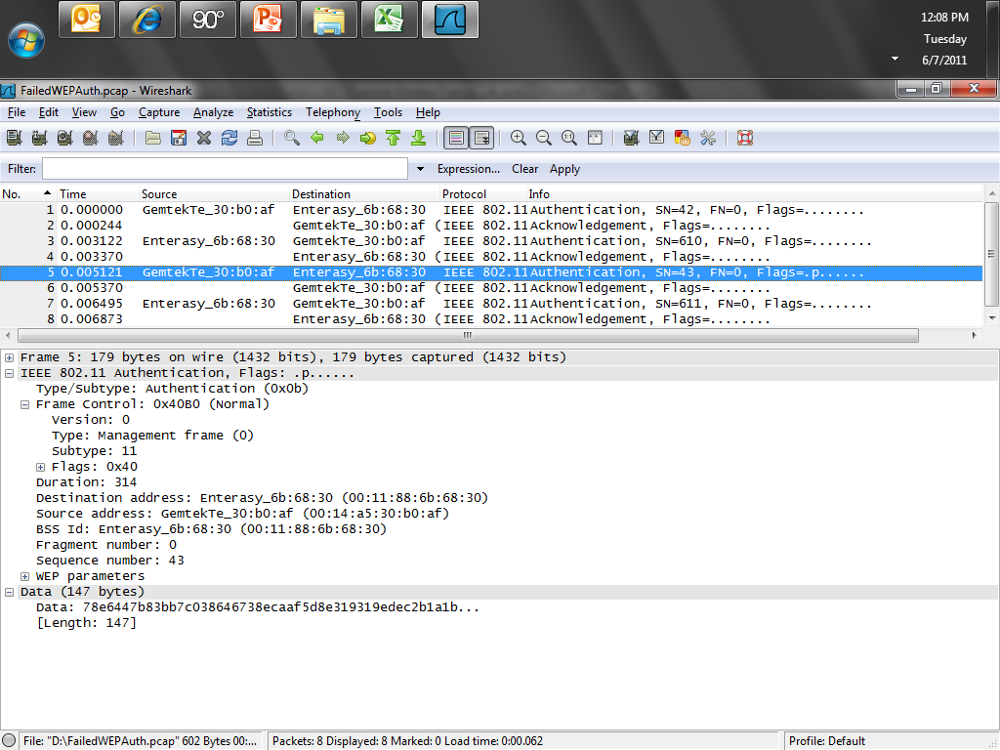 90°
12:08 PM
Tuesday
6/7/2011
FailedWEPAuth.pcap - Wireshark
File Edit View Go Capture Analyze Statistics Telephony Tools Help
Filter: Expression... Clear Apply
No. Time Source Destination Protocol Info
1 0.000000 GemtekTe_30:b0:af Enterasy_6b:68:30 IEEE 802.11 Authentication, SN=42, FN=0, Flags=........
2 0.000244 GemtekTe_30:b0:af ( IEEE 802.11 Acknowledgement, Flags=........
3 0.003122 Enterasy_6b:68:30 GemtekTe_30:b0:af IEEE 802.11 Authentication, SN=610, FN=0, Flags=........
4 0.003370 Enterasy_6b:68:30 ( IEEE 802.11 Acknowledgement, Flags=........
5 0.005121 GemtekTe_30:b0:af Enterasy_6b:68:30 IEEE 802.11 Authentication, SN=43, FN=0, Flags=.p......
6 0.005370 GemtekTe_30:b0:af ( IEEE 802.11 Acknowledgement, Flags=........
7 0.006495 Enterasy_6b:68:30 GemtekTe_30:b0:af IEEE 802.11 Authentication, SN=611, FN=0, Flags=........
8 0.006873 Enterasy_6b:68:30 ( IEEE 802.11 Acknowledgement, Flags=........
Frame 5: 179 bytes on wire (1432 bits), 179 bytes captured (1432 bits)
IEEE 802.11 Authentication, Flags: .p......
Type/Subtype: Authentication (0x0b)
Frame Control: 0x40B0 (Normal)
Version: 0
Type: Management frame (0)
Subtype: 11
Flags: 0x40
Duration: 314
Destination address: Enterasy_6b:68:30 (00:11:88:6b:68:30)
Source address: GemtekTe_30:b0:af (00:14:a5:30:b0:af)
BSS Id: Enterasy_6b:68:30 (00:11:88:6b:68:30)
Fragment number: 0
Sequence number: 43
WEP parameters
Data (147 bytes)
Data: 78e6447b83bb7c038646738ecaaf5d8e319319edec2b1a1b...
[Length: 147]
File: "D:\FailedWEPAuth.pcap" 602 Bytes 00:... Packets: 8 Displayed: 8 Marked: 0 Load time: 0:00.062 Profile: Default